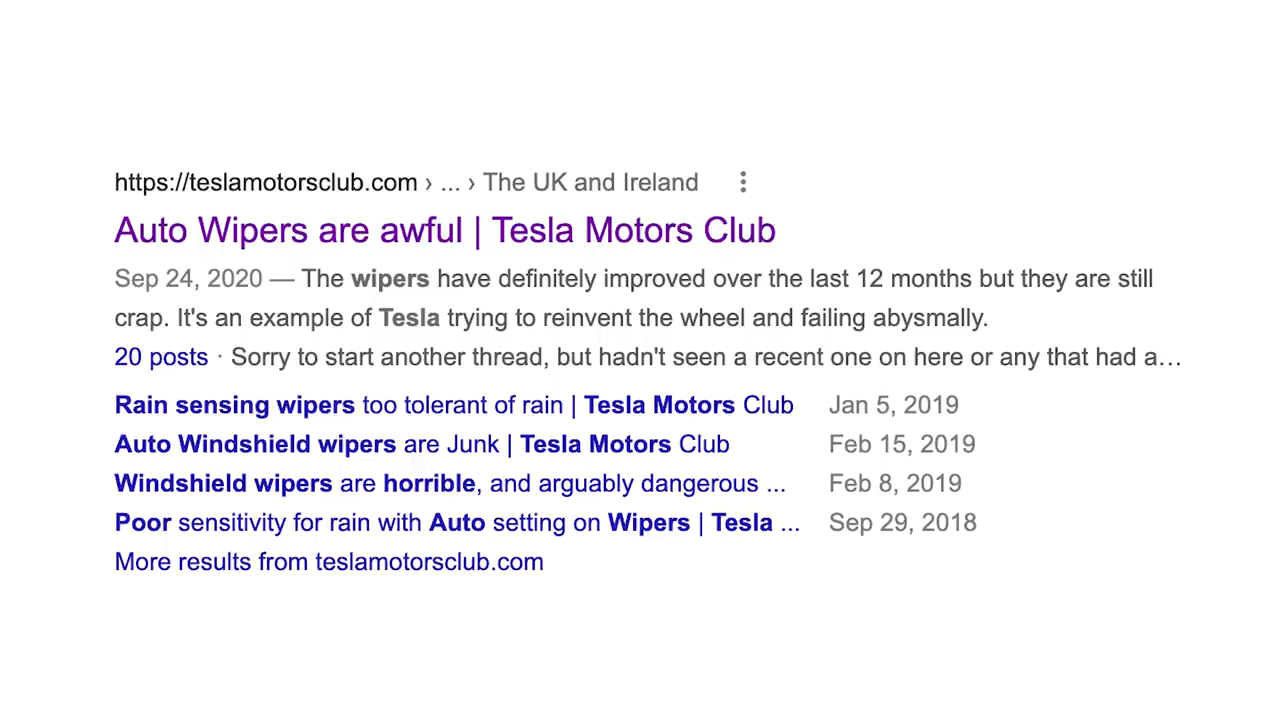 https://teslamotorsclub.com › ... › The UK and Ireland
Auto Wipers are awful | Tesla Motors Club
Sep 24, 2020 — The wipers have definitely improved over the last 12 months but they are still
crap. It's an example of Tesla trying to reinvent the wheel and failing abysmally.
20 posts · Sorry to start another thread, but hadn't seen a recent one on here or any that had a…
Rain sensing wipers too tolerant of rain | Tesla Motors Club Jan 5, 2019
Auto Windshield wipers are Junk | Tesla Motors Club Feb 15, 2019
Windshield wipers are horrible, and arguably dangerous ... Feb 8, 2019
Poor sensitivity for rain with Auto setting on Wipers | Tesla ... Sep 29, 2018
More results from teslamotorsclub.com